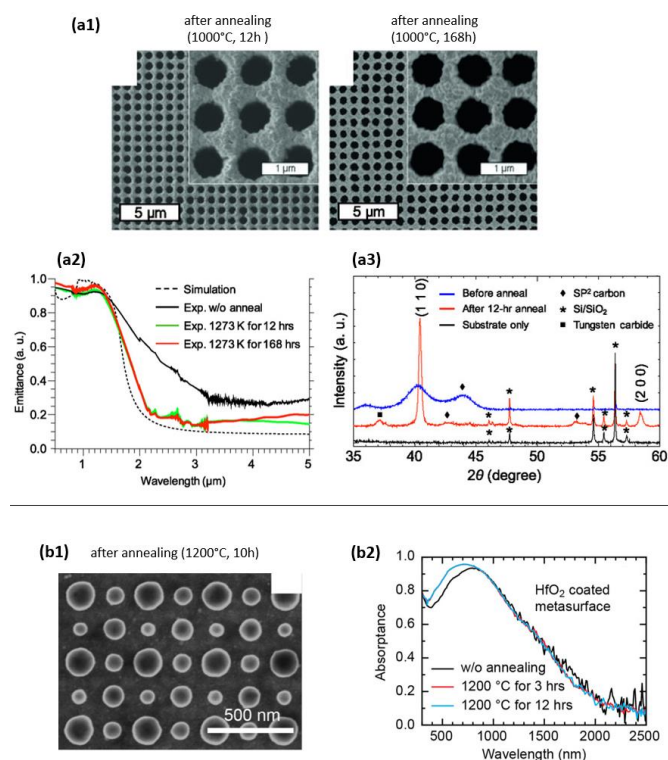 (a1)
after annealing
(1000°C, 12h )
after annealing
(1000°C, 168h)
1 µm
5 µm
1 µm
5 µm
(a2)
1.0
0.8
0.6
0.4
0.2
0.0
1
2
3
4
5
Emittance (a. u.)
Wavelength (µm)
Simulation
Exp. w/o anneal
Exp. 1273 K for 12 hrs
Exp. 1273 K for 168 hrs
(a3)
Intensity (a. u.)
Before anneal
After 12-hr anneal
Substrate only
(1 1 0)
♦ SP² carbon
★ Si/SiO₂
■ Tungsten carbide
(2 0 0)
35
40
45
50
55
60
2θ (degree)
(b1)
after annealing (1200°C, 10h)
500 nm
(b2)
1.0
0.8
0.6
0.4
0.2
0.0
Absorptance
HfO₂ coated
metasurface
w/o annealing
1200 °C for 3 hrs
1200 °C for 12 hrs
500
1000
1500
2000
2500
Wavelength (nm)